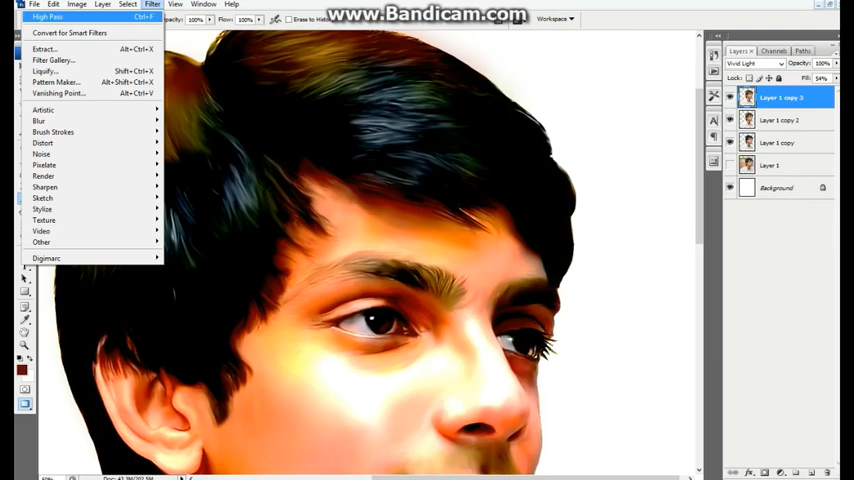 www.Bandicam.com
File Edit Image Layer Select Filter View Window Help
Opacity: 100% Flow: 100% Erase to History Workspace
High Pass Ctrl+F
Convert for Smart Filters
Extract... Alt+Ctrl+X
Filter Gallery...
Liquify... Shift+Ctrl+X
Pattern Maker... Alt+Shift+Ctrl+X
Vanishing Point... Alt+Ctrl+V
Artistic
Blur
Brush Strokes
Distort
Noise
Pixelate
Render
Sharpen
Sketch
Stylize
Texture
Video
Other
Digimarc
Layers Channels Paths
Vivid Light Opacity: 100%
Lock: Fill: 54%
Layer 1 copy 3
Layer 1 copy 2
Layer 1 copy
Layer 1
Background